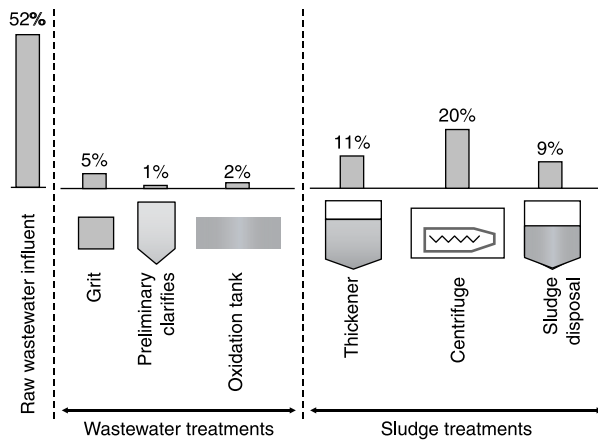 52%
5%
1%
2%
11%
20%
9%
Raw wastewater influent
Grit
Preliminary
clarifies
Oxidation tank
Thickener
Centrifuge
Sludge
disposal
Wastewater treatments
Sludge treatments